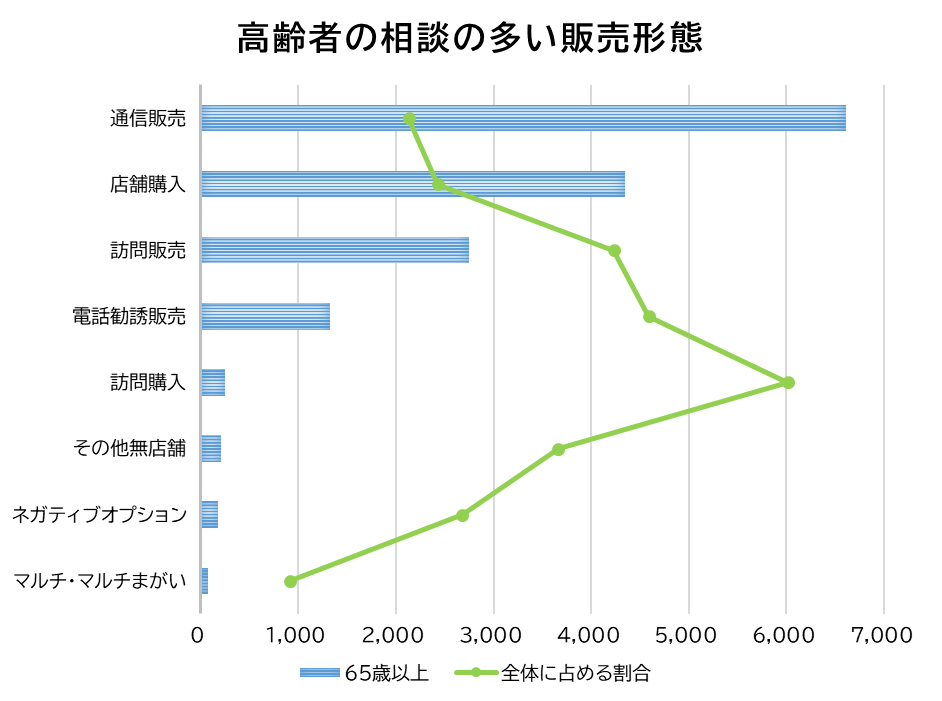 高齢者の相談の多い販売形態
通信販売
店舗購入
訪問販売
電話勧誘販売
訪問購入
その他無店舗
ネガティブオプション
マルチ・マルチまがい
0 1,000 2,000 3,000 4,000 5,000 6,000 7,000
65歳以上 全体に占める割合